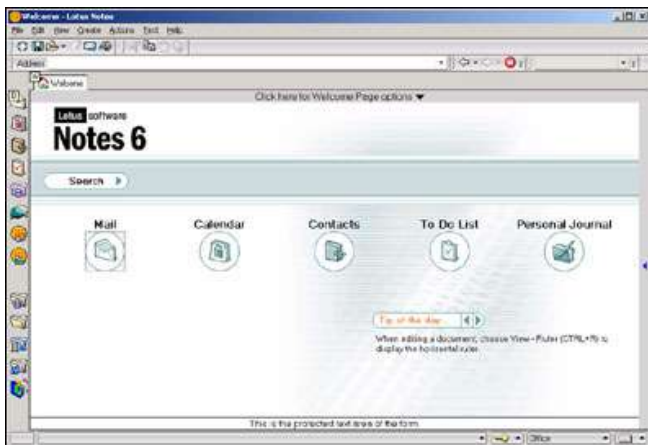 Welcome - Lotus Notes
File Edit View Create Actions Text Help
Address
Welcome
Click here for Welcome Page options
Lotus software
Notes 6
Search
Mail Calendar Contacts To Do List Personal Journal
Tip of the day
When editing a document, choose View - Ruler (CTRL+R) to
display the horizontal ruler.
This is the protected text area of the form
Office